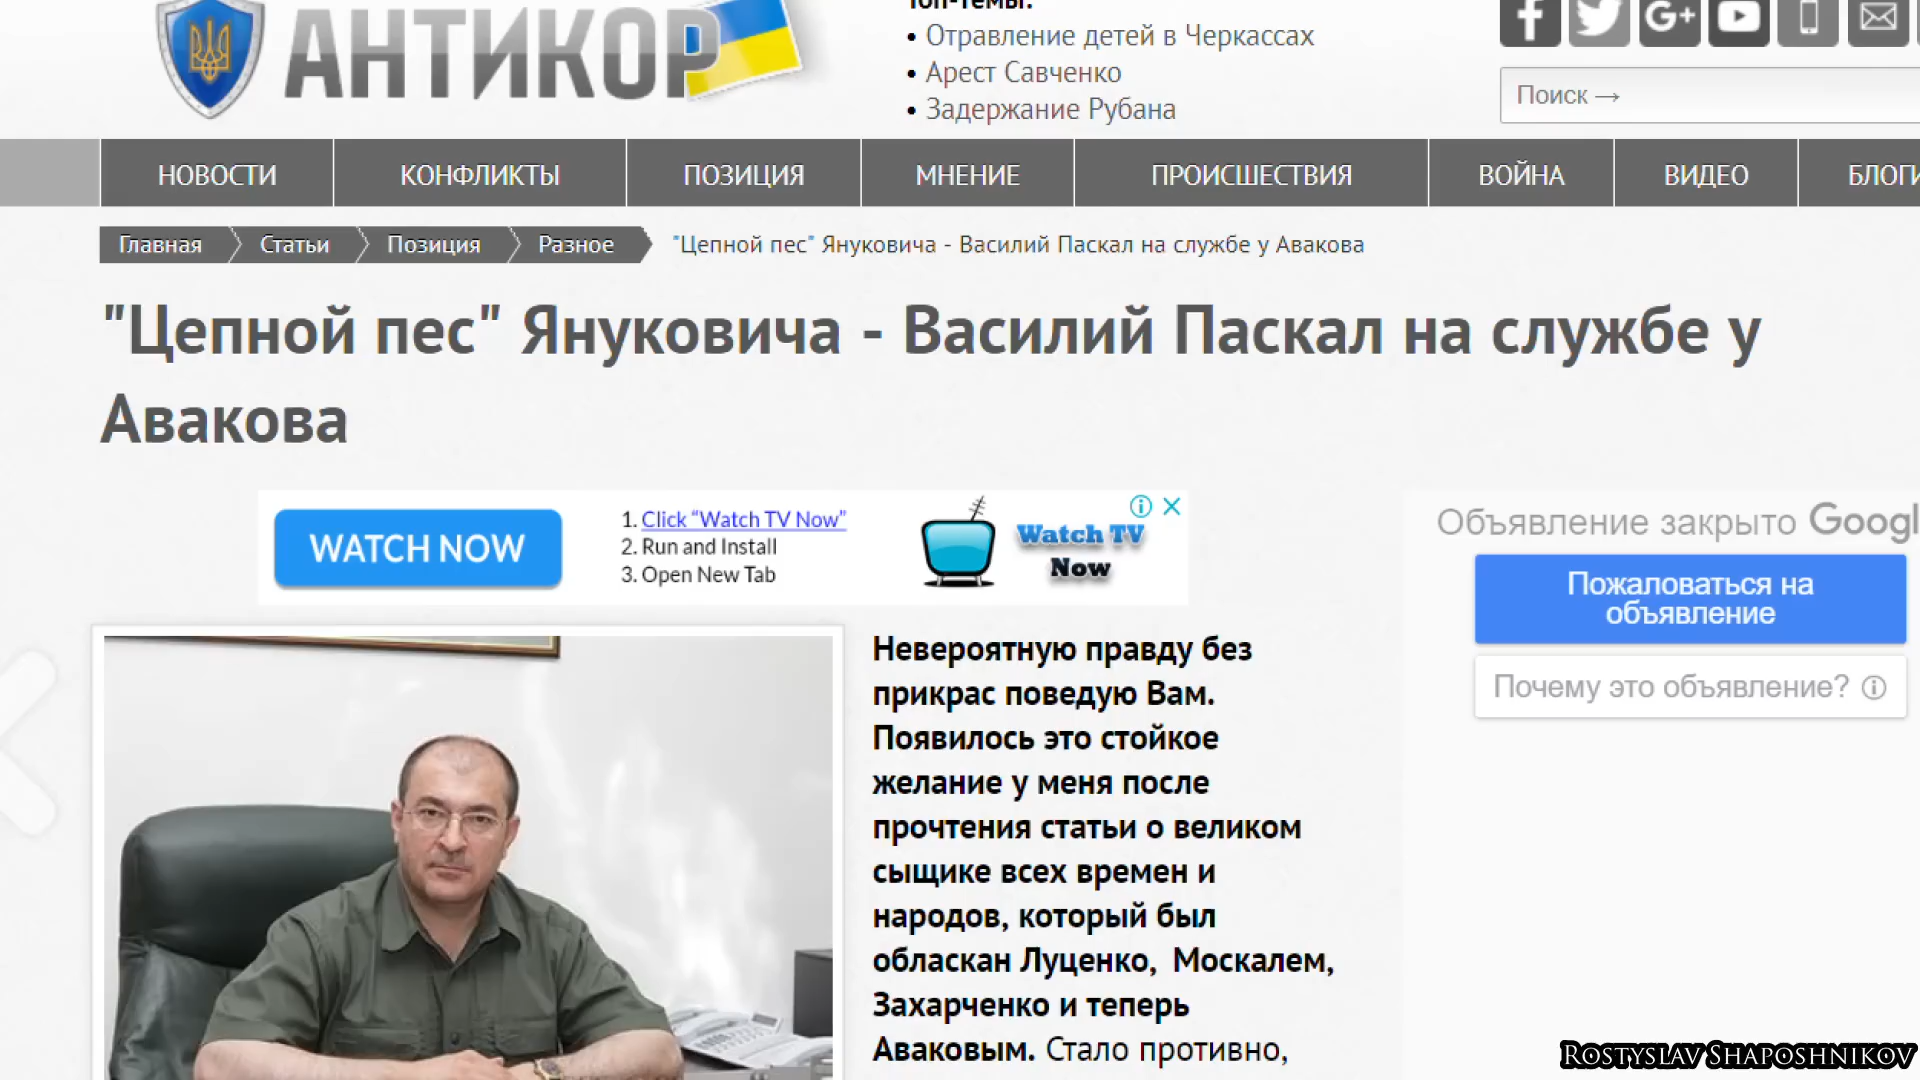 АНТИКОР
Топ-темы:
• Отравление детей в Черкассах
• Арест Савченко
• Задержание Рубана
Поиск →
НОВОСТИ КОНФЛИКТЫ ПОЗИЦИЯ МНЕНИЕ ПРОИСШЕСТВИЯ ВОЙНА ВИДЕО БЛОГИ
Главная Статьи Позиция Разное "Цепной пес" Януковича - Василий Паскал на службе у Авакова
"Цепной пес" Януковича - Василий Паскал на службе у
Авакова
WATCH NOW
1. Click “Watch TV Now”
2. Run and Install
3. Open New Tab
Watch TV
Now
Объявление закрыто Googl
Пожаловаться на
объявление
Почему это объявление?
Невероятную правду без
прикрас поведую Вам.
Появилось это стойкое
желание у меня после
прочтения статьи о великом
сыщике всех времен и
народов, который был
обласкан Луценко, Москалем,
Захарченко и теперь
Аваковым. Стало противно,
Rostyslav Shaposhnikov